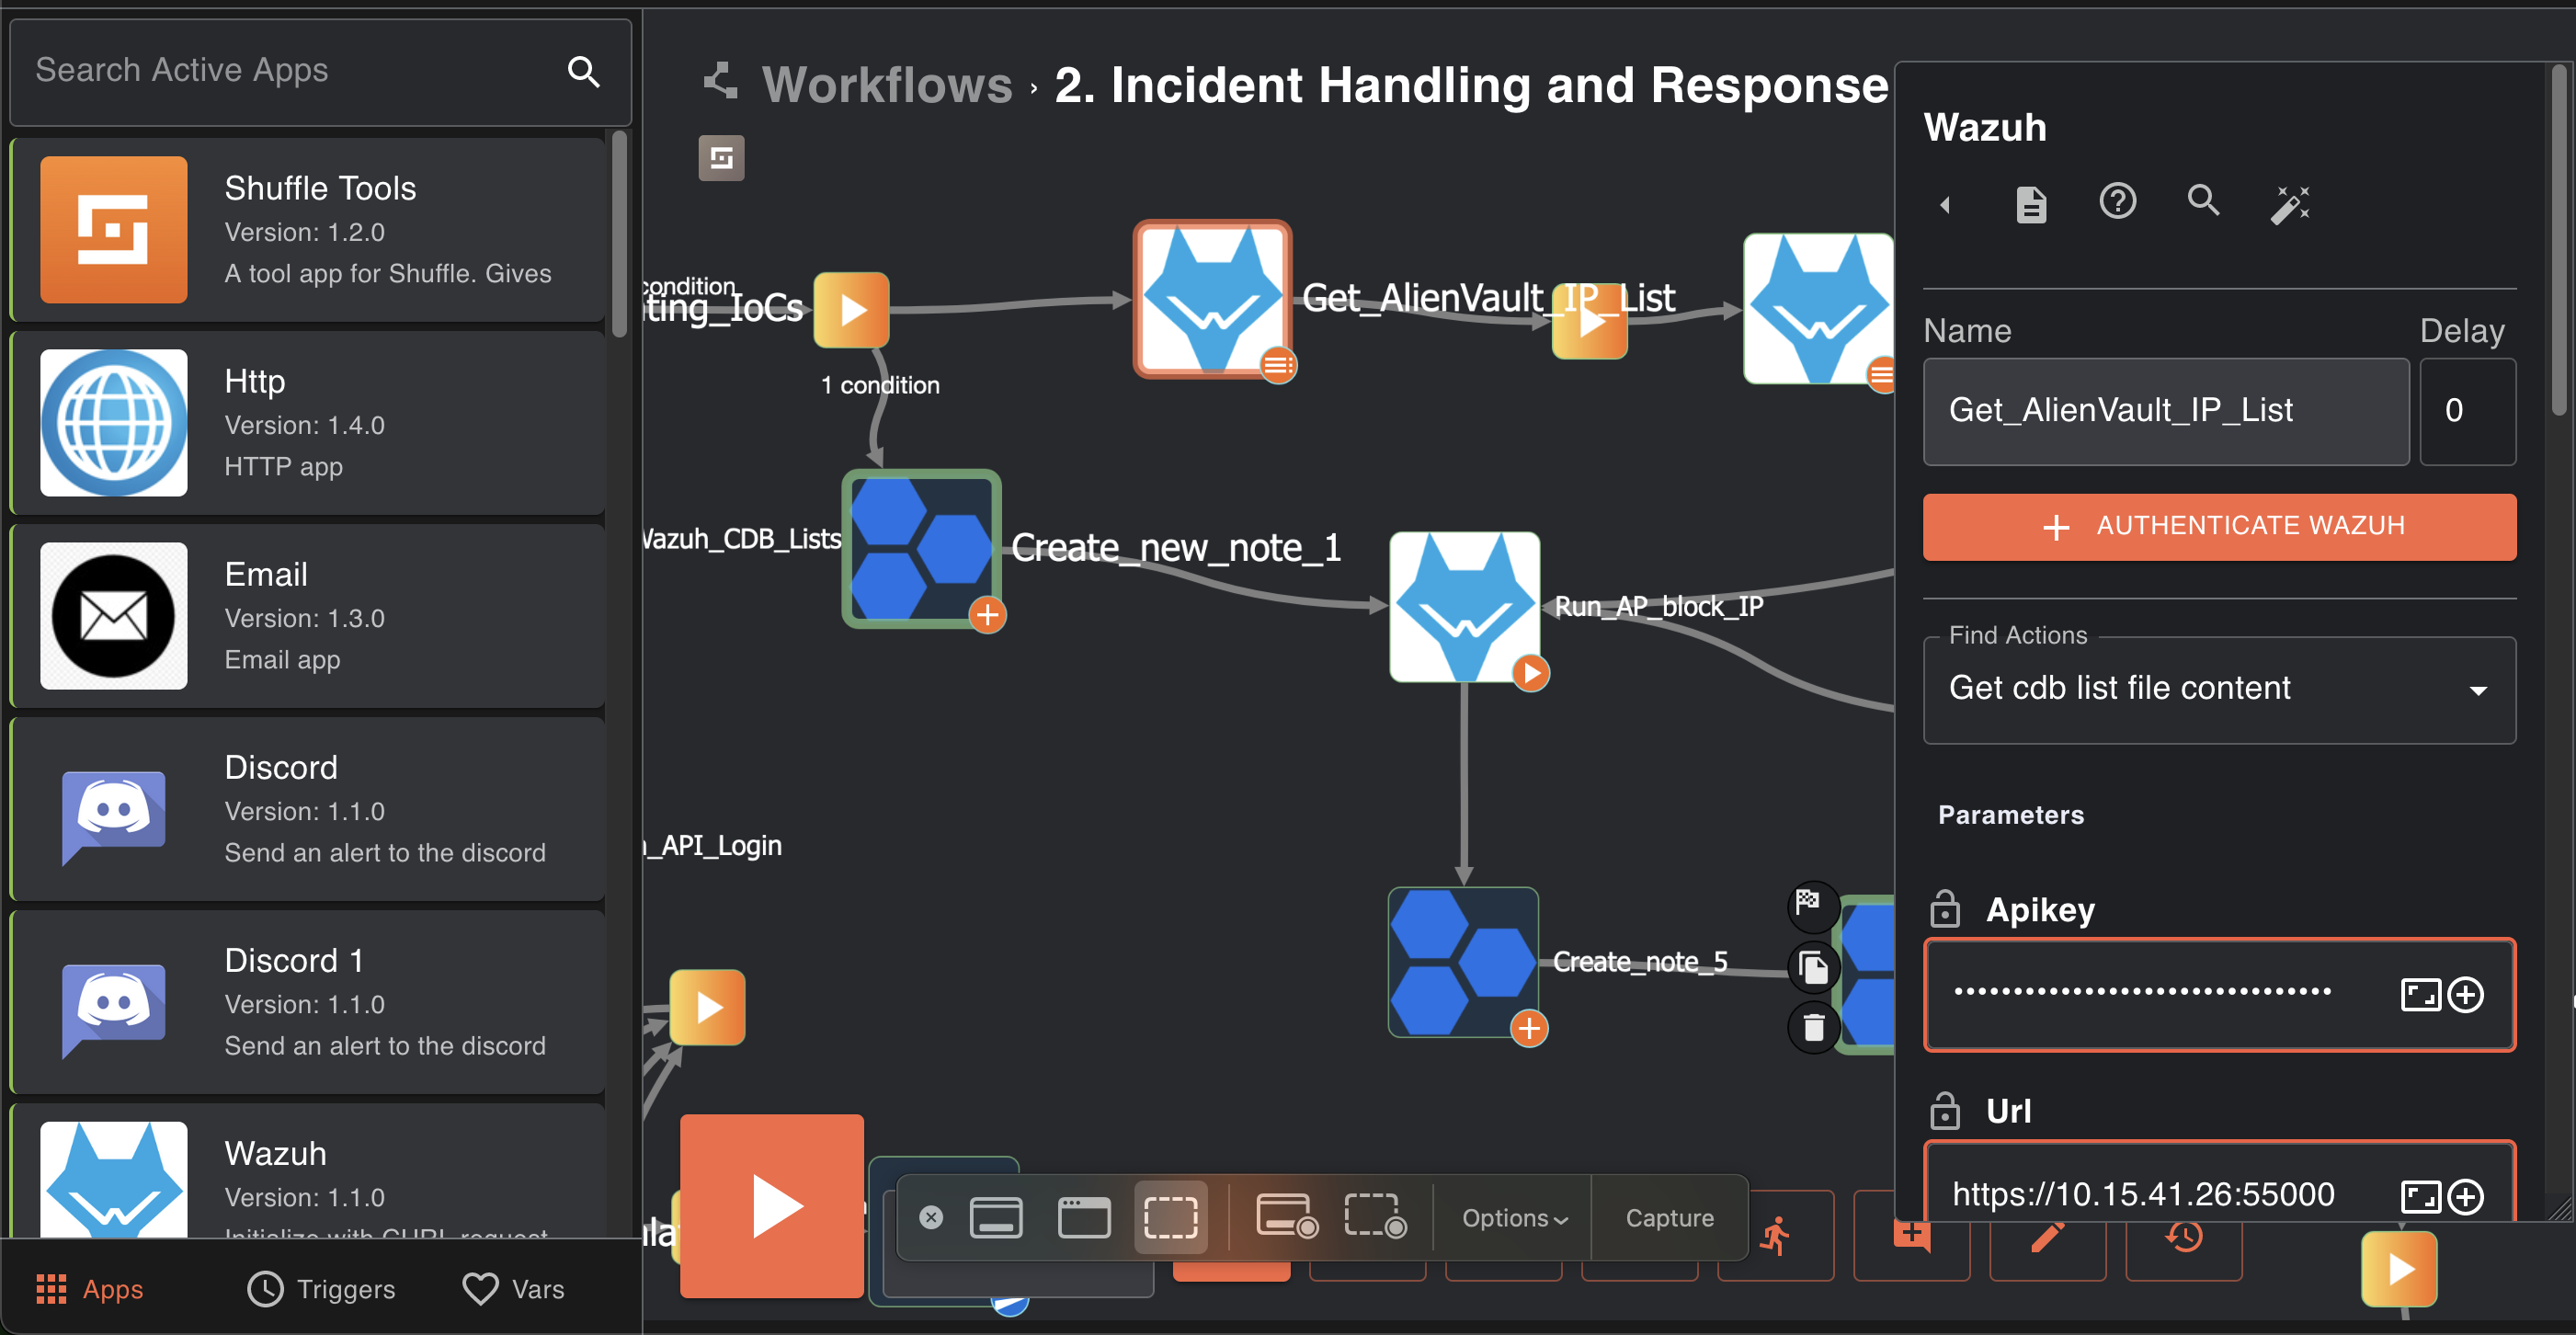 Search Active Apps
Shuffle Tools
Version: 1.2.0
A tool app for Shuffle. Gives
Http
Version: 1.4.0
HTTP app
Email
Version: 1.3.0
Email app
Discord
Version: 1.1.0
Send an alert to the discord
Discord 1
Version: 1.1.0
Send an alert to the discord
Wazuh
Version: 1.1.0
Initialize with CURL request
Apps
Triggers
Vars
Workflows › 2. Incident Handling and Response
condition
ting_IoCs
Get_AlienVault_IP_List
1 condition
Wazuh_CDB_Lists
Create_new_note_1
Run_AP_block_IP
_API_Login
Create_note_5
Options
Capture
Wazuh
Name
Delay
Get_AlienVault_IP_List
0
+ AUTHENTICATE WAZUH
Find Actions
Get cdb list file content
Parameters
Apikey
••••••••••••••••••••••••••••••••
Url
https://10.15.41.26:55000